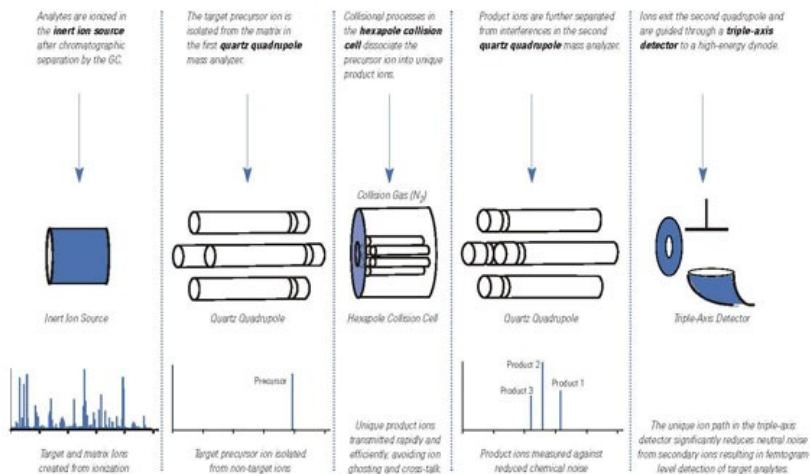 Analytes are ionized in
the inert ion source
after chromatographic
separation by the GC.
The target precursor ion is
isolated from the matrix in
the first quartz quadrupole
mass analyzer.
Collisional processes in
the hexapole collision
cell dissociate the
precursor ion into unique
product ions.
Product ions are further separated
from interferences in the second
quartz quadrupole mass analyzer.
Ions exit the second quadrupole and
are guided through a triple-axis
detector to a high-energy dynode.
Collision Gas (N2)
Inert Ion Source
Quartz Quadrupole
Hexapole Collision Cell
Quartz Quadrupole
Triple-Axis Detector
Precursor
Product 2
Product 1
Product 3
Target and matrix Ions
created from ionization
Target precursor ion isolated
from non-target ions
Unique product ions
transmitted rapidly and
efficiently, avoiding ion
ghosting and cross-talk.
Product ions measured against
reduced chemical noise
The unique ion path in the triple-axis
detector significantly reduces neutral noise
from secondary ions resulting in femtogram
level detection of target analytes.